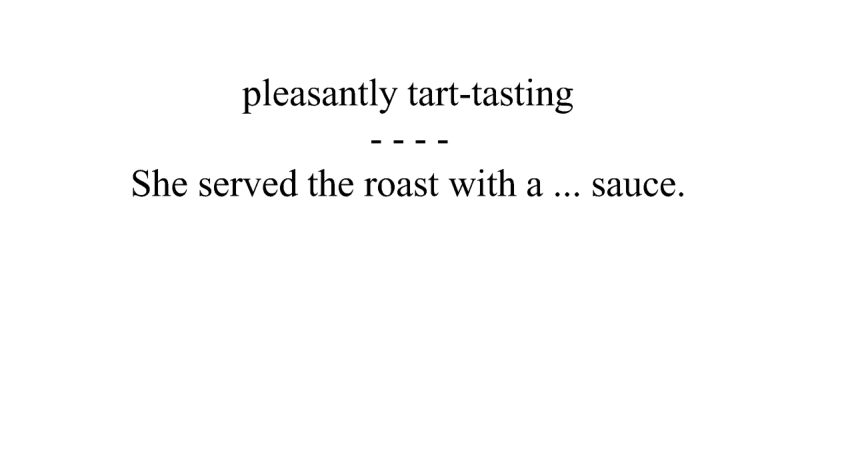 pleasantly tart-tasting
- - - -
She served the roast with a ... sauce.